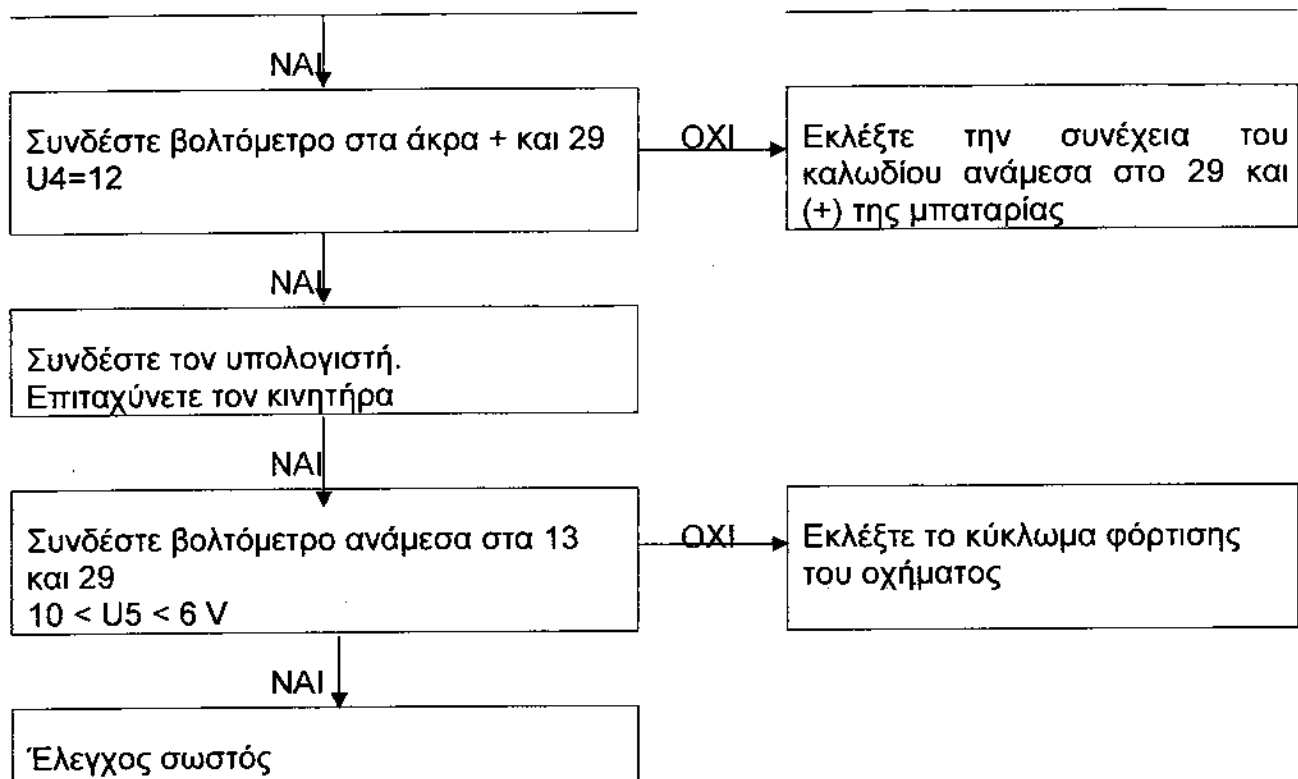 ΝΑΙ
Συνδέστε βολτόμετρο στα άκρα + και 29
U4=12
ΟΧΙ
Εκλέξτε την συνέχεια του
καλωδίου ανάμεσα στο 29 και
(+) της μπαταρίας
ΝΑΙ
Συνδέστε τον υπολογιστή.
Επιταχύνετε τον κινητήρα
ΝΑΙ
Συνδέστε βολτόμετρο ανάμεσα στα 13
και 29
10 < U5 < 6 V
ΟΧΙ
Εκλέξτε το κύκλωμα φόρτισης
του οχήματος
ΝΑΙ
Έλεγχος σωστός